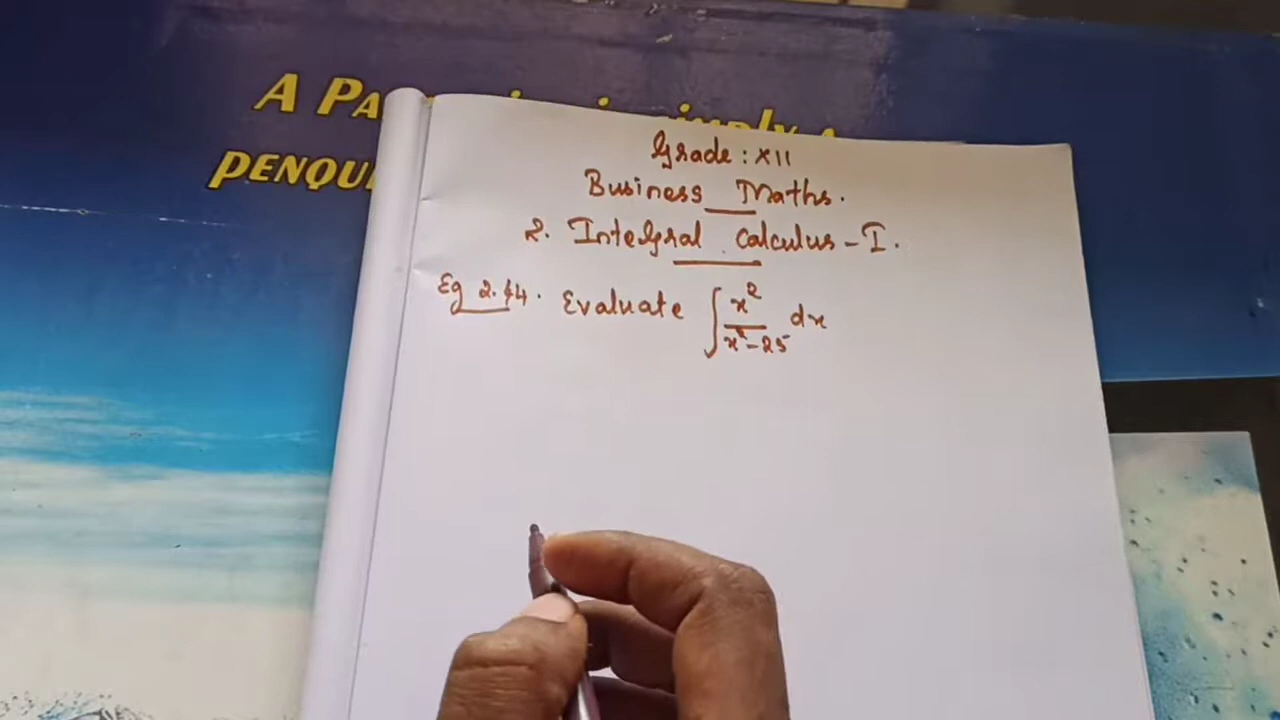 A PA
PENQU
Grade : XII
Business Maths.
2. Integral Calculus - I.
Eg 2.44. Evaluate ∫ x²/(x²-25) dx